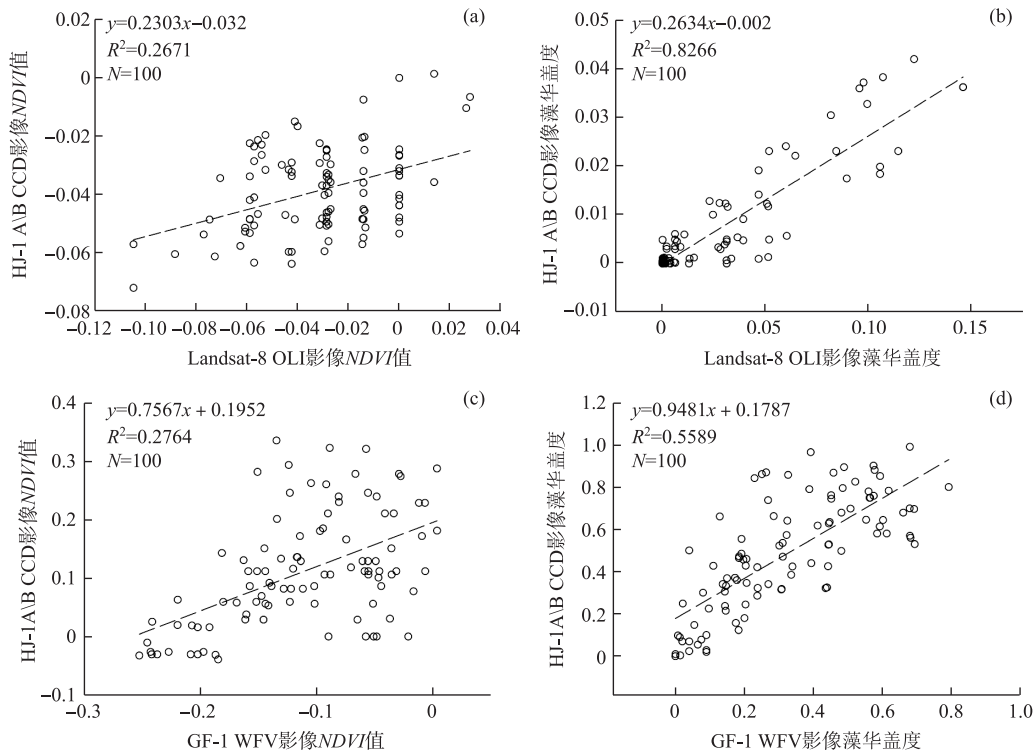 (a)
y=0.2303x−0.032
R²=0.2671
N=100
HJ-1 A\B CCD影像NDVI值
0
−0.02
−0.04
−0.06
−0.08
−0.12 −0.10 −0.08 −0.06 −0.04 −0.02 0 0.02 0.04
Landsat-8 OLI影像NDVI值
(b)
y=0.2634x−0.002
R²=0.8266
N=100
HJ-1 A\B CCD影像藻华盖度
0.05
0.04
0.03
0.02
0.01
0
−0.01
0 0.05 0.10 0.15
Landsat-8 OLI影像藻华盖度
(c)
y=0.7567x + 0.1952
R²=0.2764
N=100
HJ-1A\B CCD影像NDVI值
0.4
0.3
0.2
0.1
0
−0.1
−0.3 −0.2 −0.1 0
GF-1 WFV影像NDVI值
(d)
y=0.9481x + 0.1787
R²=0.5589
N=100
HJ-1A\B CCD影像藻华盖度
1.2
1.0
0.8
0.6
0.4
0.2
0
0 0.2 0.4 0.6 0.8 1.0
GF-1 WFV影像藻华盖度